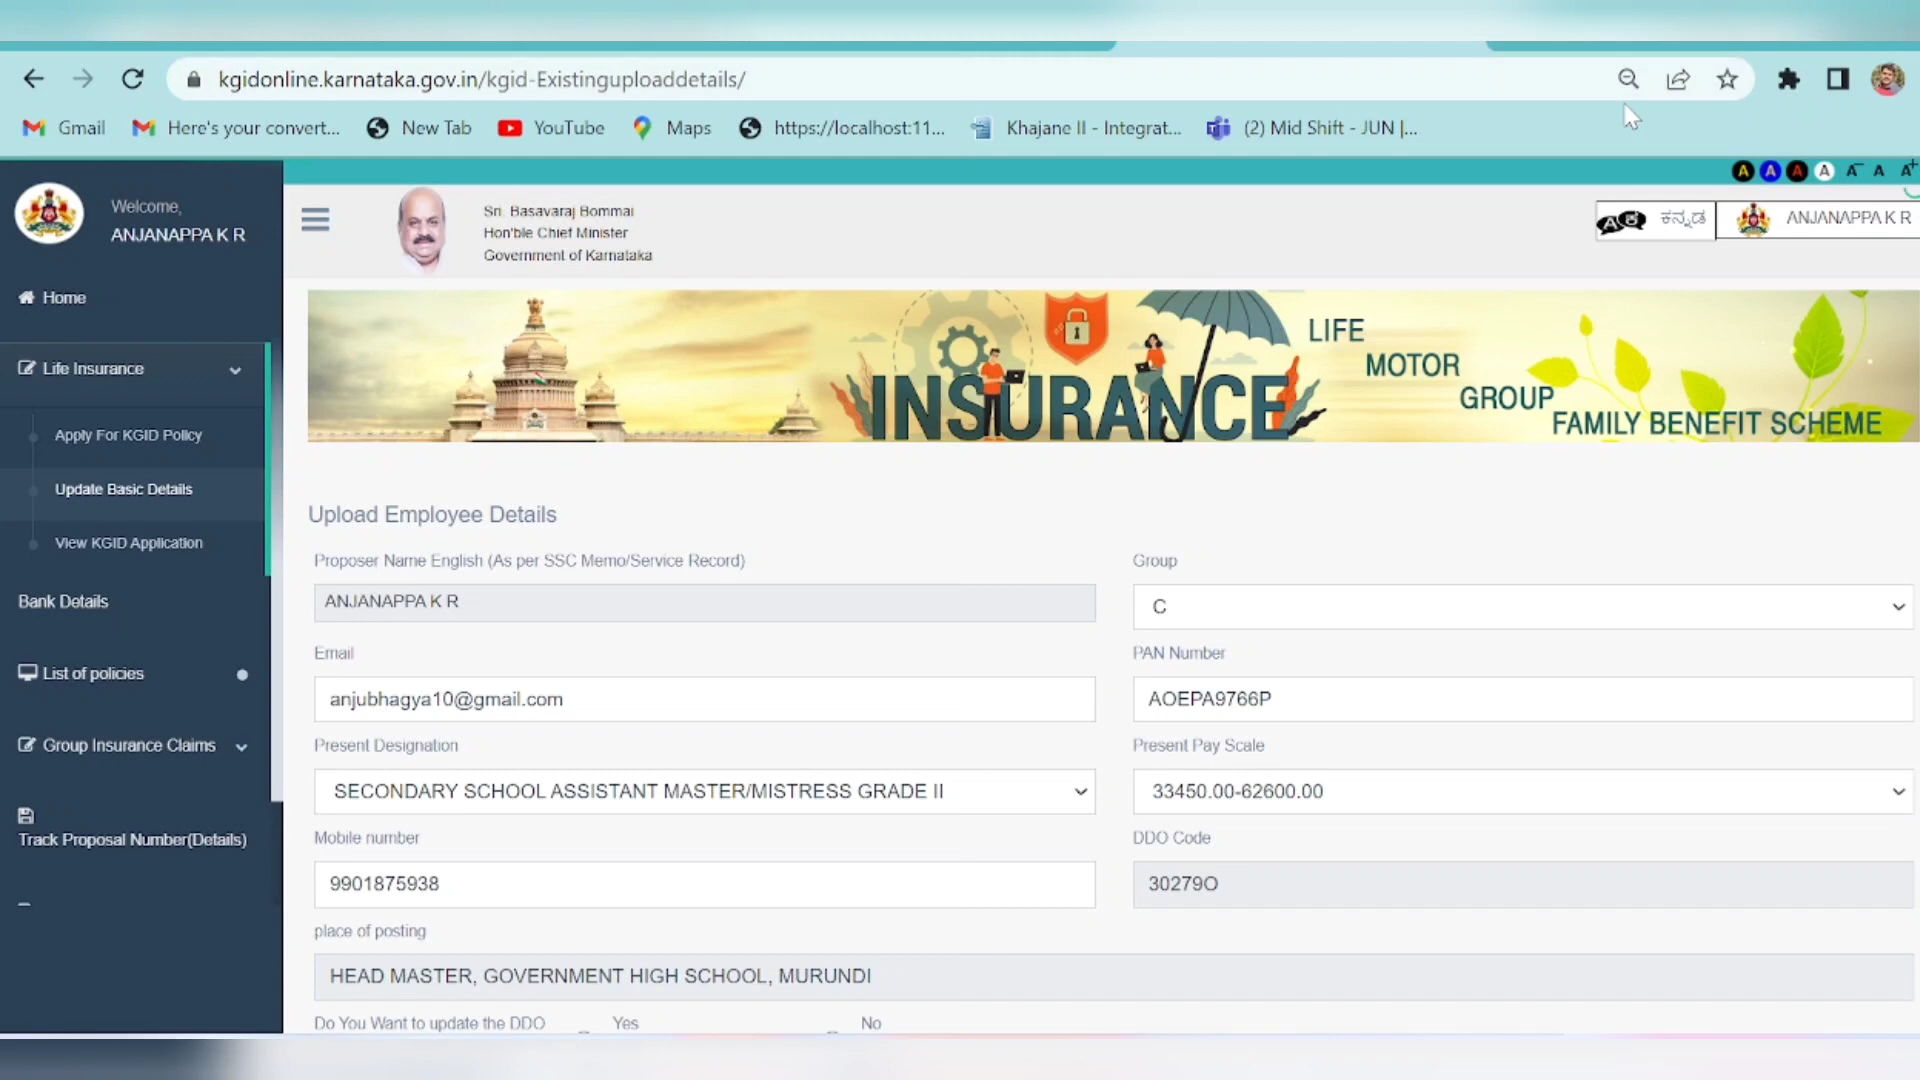 kgidonline.karnataka.gov.in/kgid-Existinguploaddetails/
Gmail
Here's your convert...
New Tab
YouTube
Maps
https://localhost:11...
Khajane II - Integrat...
(2) Mid Shift - JUN |...
A A A A A- A A+
Welcome,
ANJANAPPA K R
Sri. Basavaraj Bommai
Hon'ble Chief Minister
Government of Karnataka
ಕನ್ನಡ
ANJANAPPA K R
Home
Life Insurance
Apply For KGID Policy
Update Basic Details
View KGID Application
Bank Details
List of policies
Group Insurance Claims
Track Proposal Number(Details)
INSURANCE
LIFE
MOTOR
GROUP
FAMILY BENEFIT SCHEME
Upload Employee Details
Proposer Name English (As per SSC Memo/Service Record)
Group
ANJANAPPA K R
C
Email
PAN Number
anjubhagya10@gmail.com
AOEPA9766P
Present Designation
Present Pay Scale
SECONDARY SCHOOL ASSISTANT MASTER/MISTRESS GRADE II
33450.00-62600.00
Mobile number
DDO Code
9901875938
30279O
place of posting
HEAD MASTER, GOVERNMENT HIGH SCHOOL, MURUNDI
Do You Want to update the DDO
Yes
No